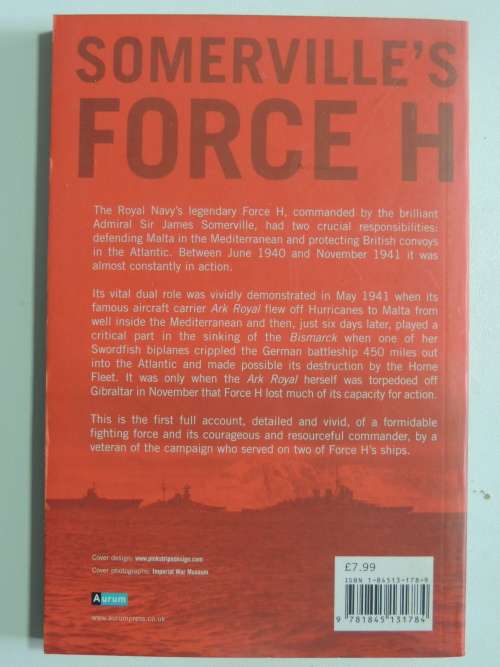 SOMERVILLE'S
FORCE H
The Royal Navy's legendary Force H, commanded by the brilliant
Admiral Sir James Somerville, had two crucial responsibilities:
defending Malta in the Mediterranean and protecting British convoys
in the Atlantic. Between June 1940 and November 1941 it was
almost constantly in action.
Its vital dual role was vividly demonstrated in May 1941 when its
famous aircraft carrier Ark Royal flew off Hurricanes to Malta from
well inside the Mediterranean and then, just six days later, played a
critical part in the sinking of the Bismarck when one of her
Swordfish biplanes crippled the German battleship 450 miles out
into the Atlantic and made possible its destruction by the Home
Fleet. It was only when the Ark Royal herself was torpedoed off
Gibraltar in November that Force H lost much of its capacity for action.
This is the first full account, detailed and vivid, of a formidable
fighting force and its courageous and resourceful commander, by a
veteran of the campaign who served on two of Force H's ships.
Cover design: www.pinkstripedesign.com
Cover photographs: Imperial War Museum
Aurum
www.aurumpress.co.uk
£7.99
ISBN 1-84513-178-9
9 781845 131784